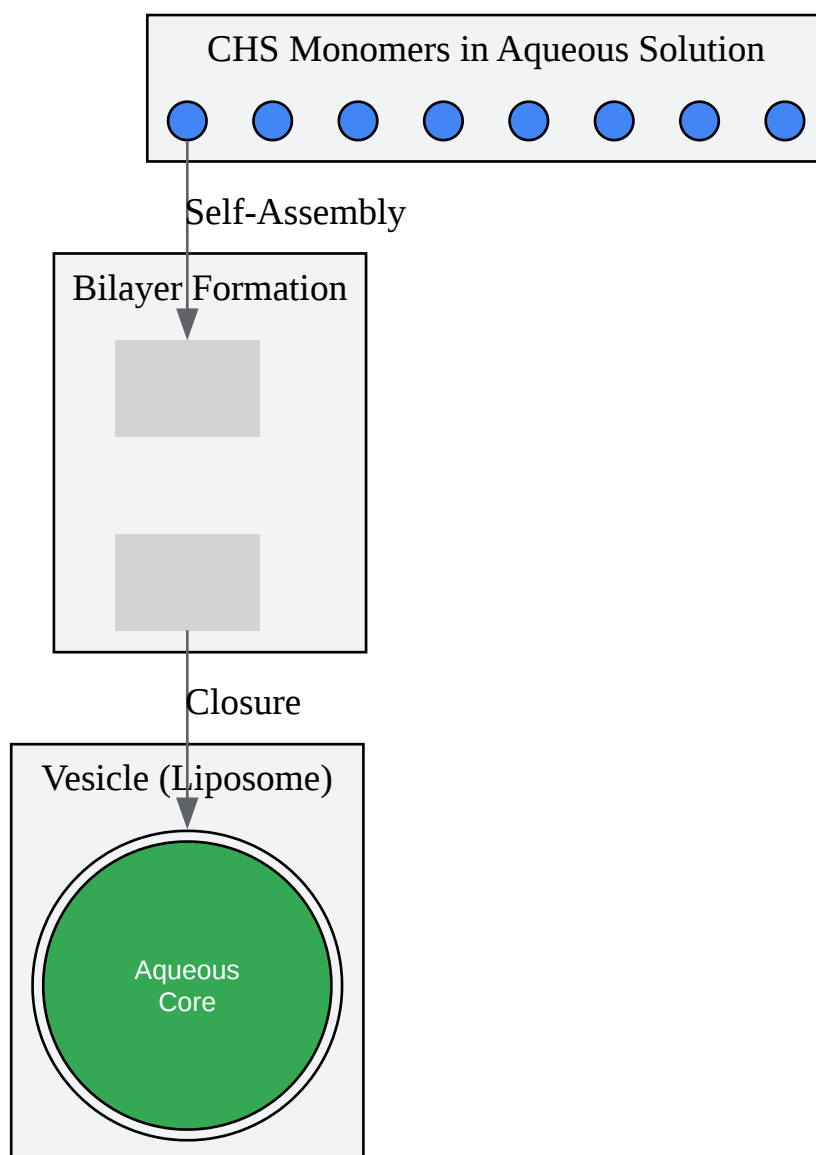 CHS Monomers in Aqueous Solution
Self-Assembly
Bilayer Formation
Closure
Vesicle (Liposome)
Aqueous
Core